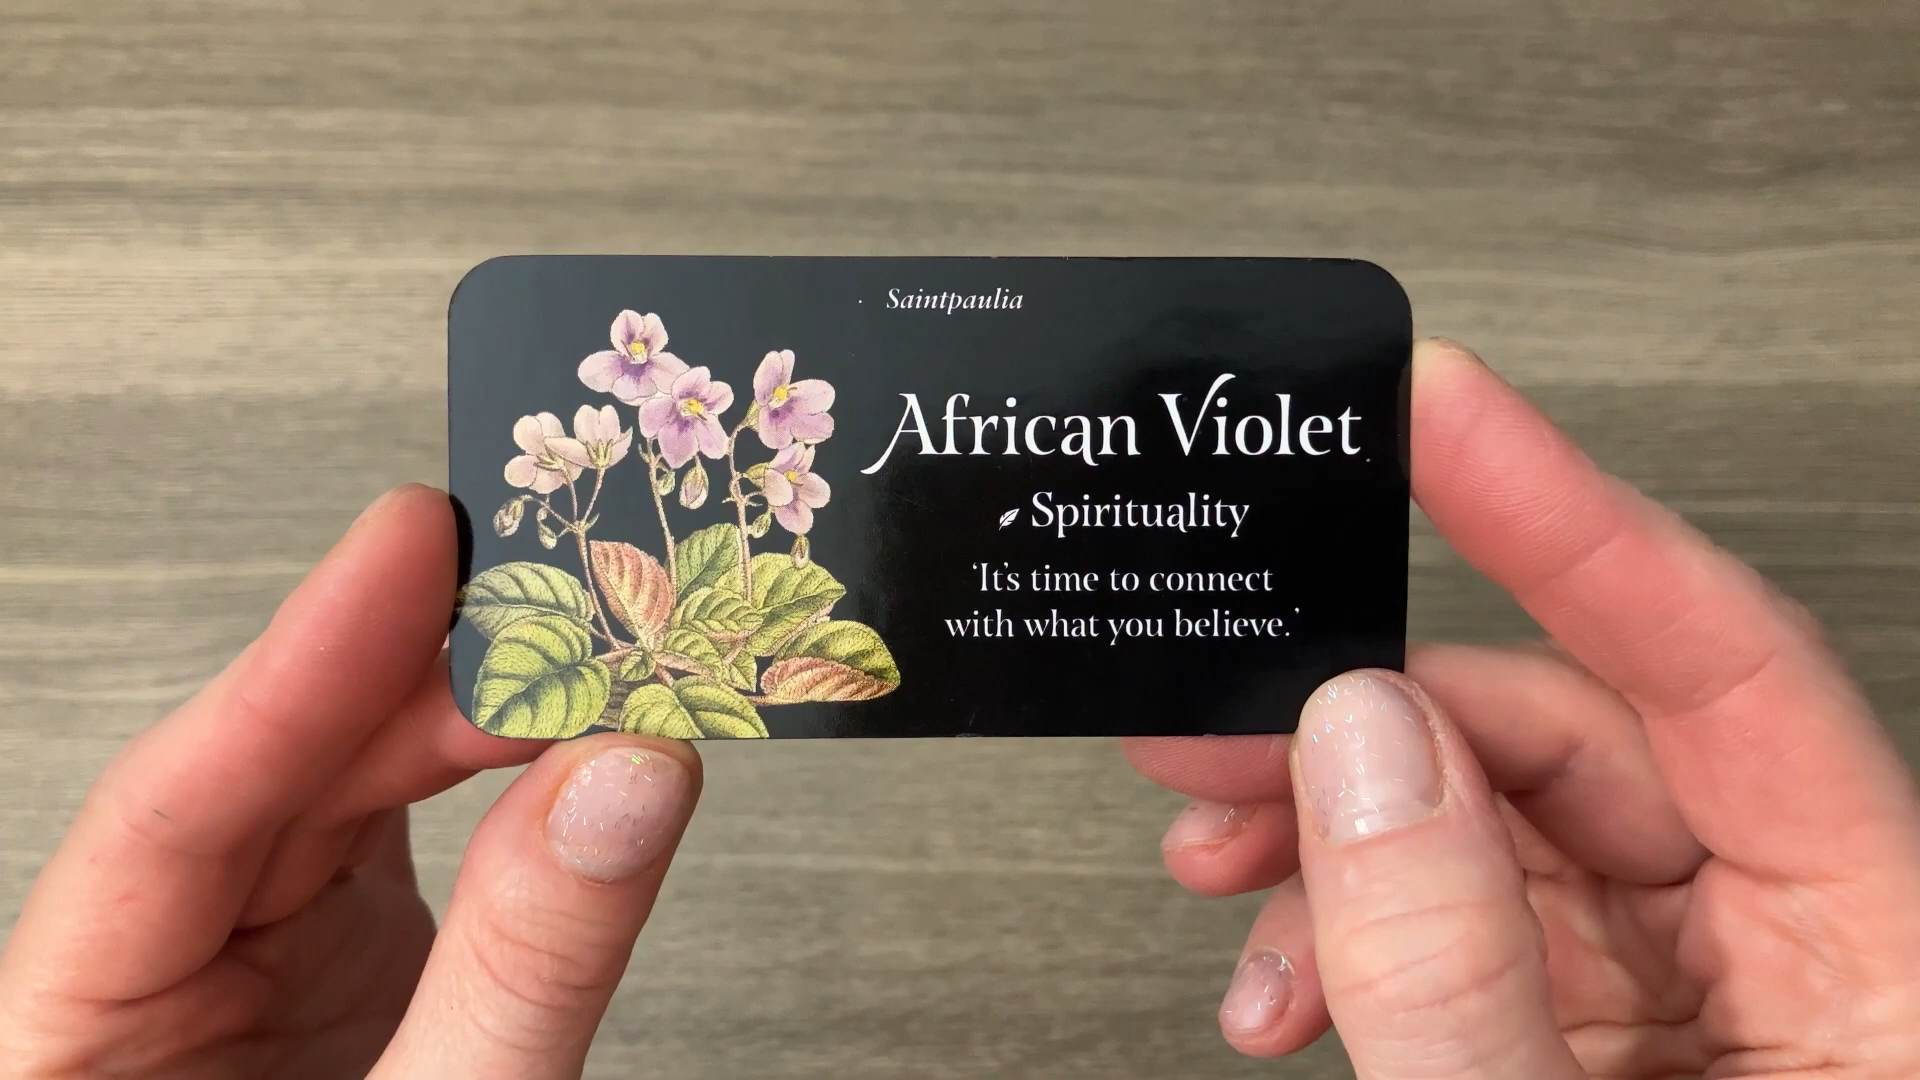 Saintpaulia
African Violet
Spirituality
‘It’s time to connect
with what you believe.’